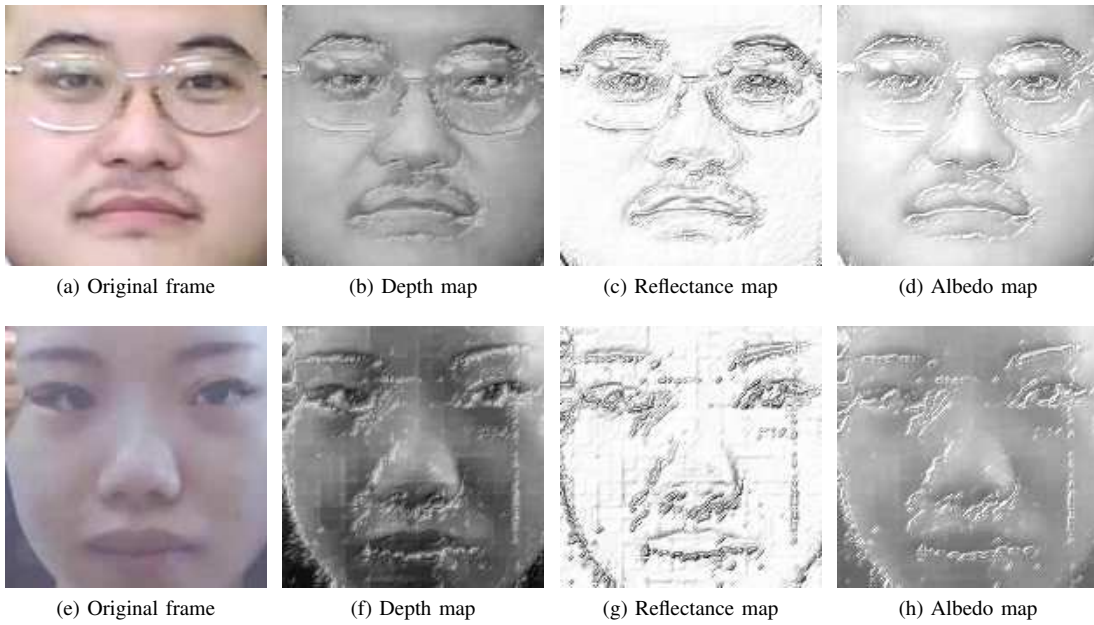 (a) Original frame
(b) Depth map
(c) Reflectance map
(d) Albedo map
(e) Original frame
(f) Depth map
(g) Reflectance map
(h) Albedo map